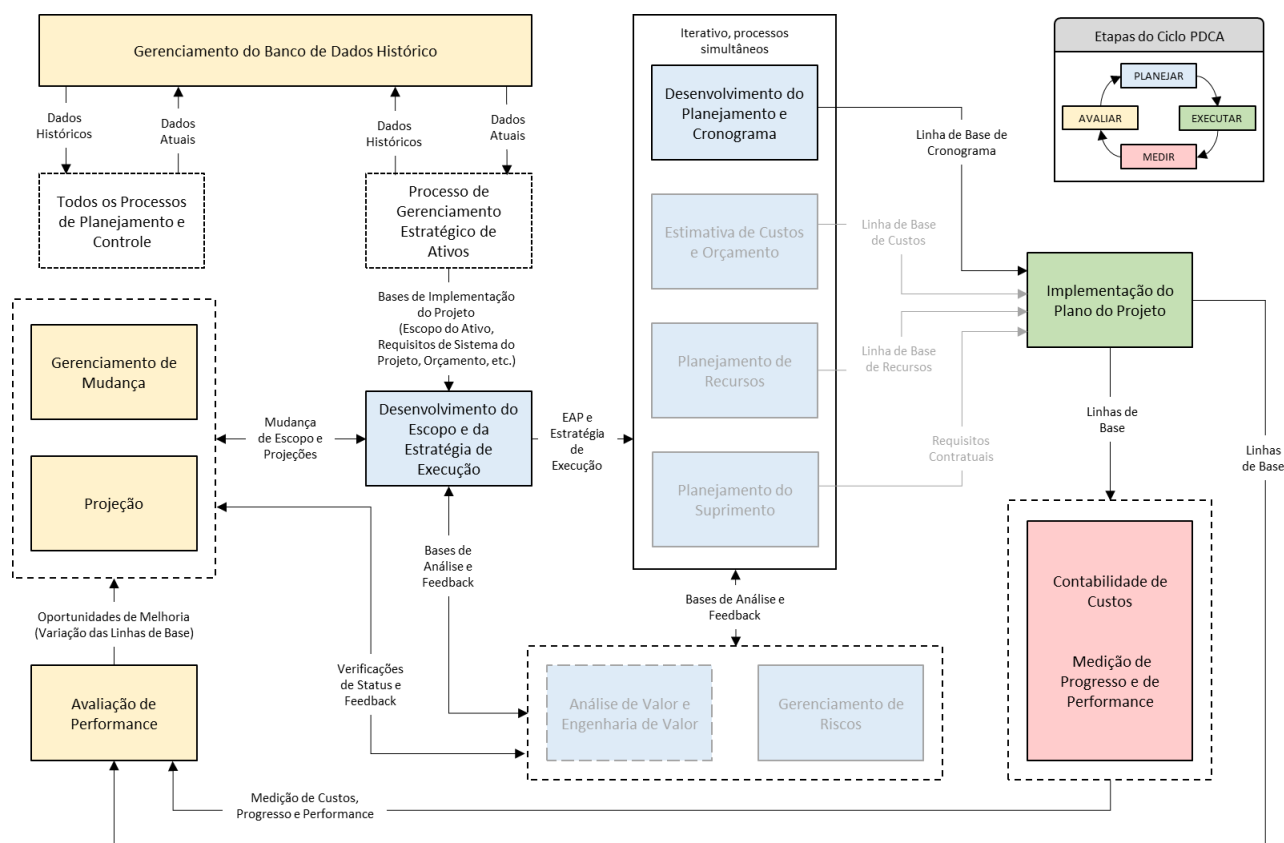 Gerenciamento do Banco de Dados Histórico
Iterativo, processos
simultâneos
Etapas do Ciclo PDCA
PLANEJAR
AVALIAR
EXECUTAR
MEDIR
Dados
Históricos
Dados
Atuais
Dados
Históricos
Dados
Atuais
Desenvolvimento do
Planejamento e
Cronograma
Linha de Base de
Cronograma
Todos os Processos
de Planejamento e
Controle
Processo de
Gerenciamento
Estratégico de
Ativos
Estimativa de Custos
e Orçamento
Linha de Base
de Custos
Bases de Implementação
do Projeto
(Escopo do Ativo,
Requisitos de Sistema do
Projeto, Orçamento, etc.)
Implementação do
Plano do Projeto
Gerenciamento de
Mudança
Planejamento de
Recursos
Linha de Base
de Recursos
Mudança
de Escopo e
Projeções
Desenvolvimento do
Escopo e da
Estratégia de
Execução
EAP e
Estratégia
de
Execução
Linhas de
Base
Requisitos
Contratuais
Linhas
de Base
Projeção
Planejamento do
Suprimento
Bases de
Análise e
Feedback
Bases de Análise e
Feedback
Contabilidade de
Custos
Medição de
Progresso e de
Performance
Oportunidades de Melhoria
(Variação das Linhas de Base)
Verificações
de Status e
Feedback
Avaliação de
Performance
Análise de Valor e
Engenharia de Valor
Gerenciamento de
Riscos
Medição de Custos,
Progresso e Performance